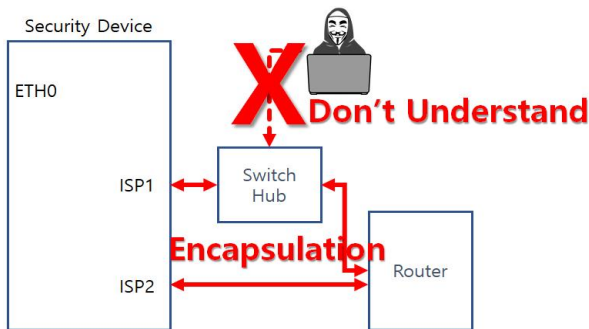 Security Device
ETH0
X
Don't Understand
ISP1
Switch
Hub
Encapsulation
Router
ISP2